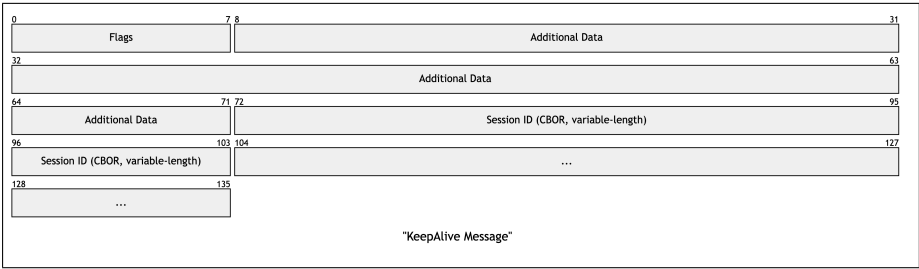 0 7 8 31
Flags Additional Data
32 63
Additional Data
64 71 72 95
Additional Data Session ID (CBOR, variable-length)
96 103 104 127
Session ID (CBOR, variable-length) ...
128 135
...
"KeepAlive Message"